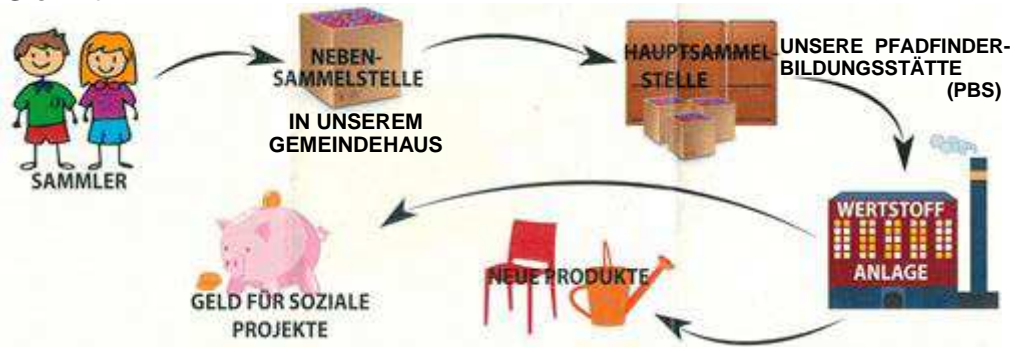 NEBEN-
SAMMELSTELLE
IN UNSEREM
GEMEINDEHAUS
HAUPTSAMMEL-
STELLE
UNSERE PFADFINDER-
BILDUNGSSTÄTTE
(PBS)
SAMMLER
WERTSTOFF
ANLAGE
NEUE PRODUKTE
GELD FÜR SOZIALE
PROJEKTE